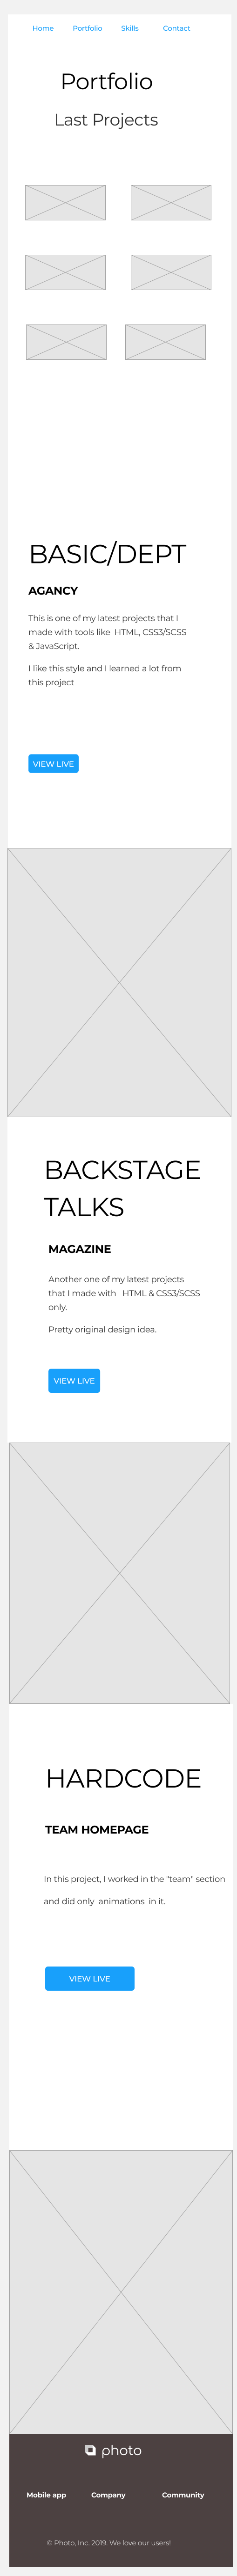 Home Portfolio Skills Contact
Portfolio
Last Projects
BASIC/DEPT
AGANCY
This is one of my latest projects that I
made with tools like HTML, CSS3/SCSS
& JavaScript.
I like this style and I learned a lot from
this project
VIEW LIVE
BACKSTAGE
TALKS
MAGAZINE
Another one of my latest projects
that I made with HTML & CSS3/SCSS
only.
Pretty original design idea.
VIEW LIVE
HARDCODE
TEAM HOMEPAGE
In this project, I worked in the "team" section
and did only animations in it.
VIEW LIVE
photo
Mobile app Company Community
© Photo, Inc. 2019. We love our users!